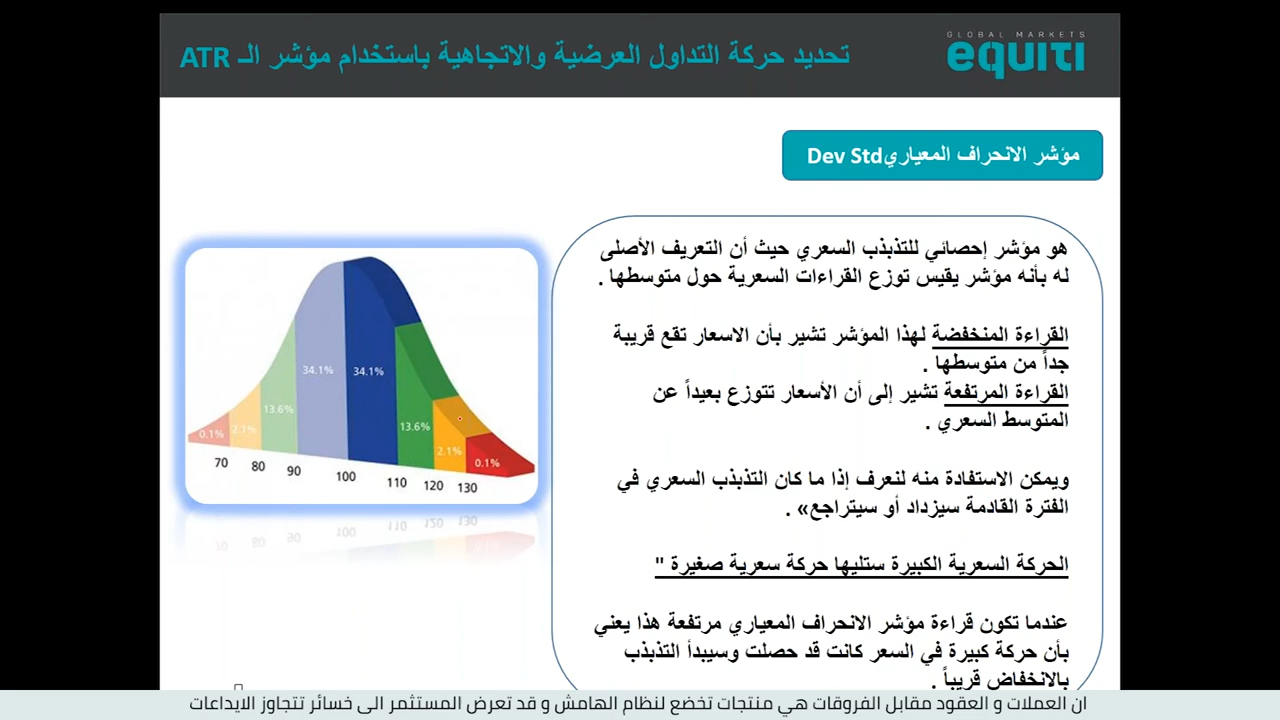 GLOBAL MARKETS
equiti
تحديد حركة التداول العرضية والاتجاهية باستخدام مؤشر الـ ATR
مؤشر الانحراف المعياريDev Std
هو مؤشر إحصائي للتذبذب السعري حيث أن التعريف الأصلى
له بأنه مؤشر يقيس توزع القراءات السعرية حول متوسطها .
القراءة المنخفضة لهذا المؤشر تشير بأن الاسعار تقع قريبة
جداً من متوسطها .
القراءة المرتفعة تشير إلى أن الأسعار تتوزع بعيداً عن
المتوسط السعري .
ويمكن الاستفادة منه لنعرف إذا ما كان التذبذب السعري في
الفترة القادمة سيزداد أو سيتراجع» .
الحركة السعرية الكبيرة ستليها حركة سعرية صغيرة "
عندما تكون قراءة مؤشر الانحراف المعياري مرتفعة هذا يعني
بأن حركة كبيرة في السعر كانت قد حصلت وسيبدأ التذبذب
بالانخفاض قريباً .
34.1% 34.1%
13.6% 13.6%
0.1% 2.1% 2.1% 0.1%
70 80 90 100 110 120 130
ان العملات و العقود مقابل الفروقات هي منتجات تخضع لنظام الهامش و قد تعرض المستثمر الى خسائر تتجاوز الايداعات